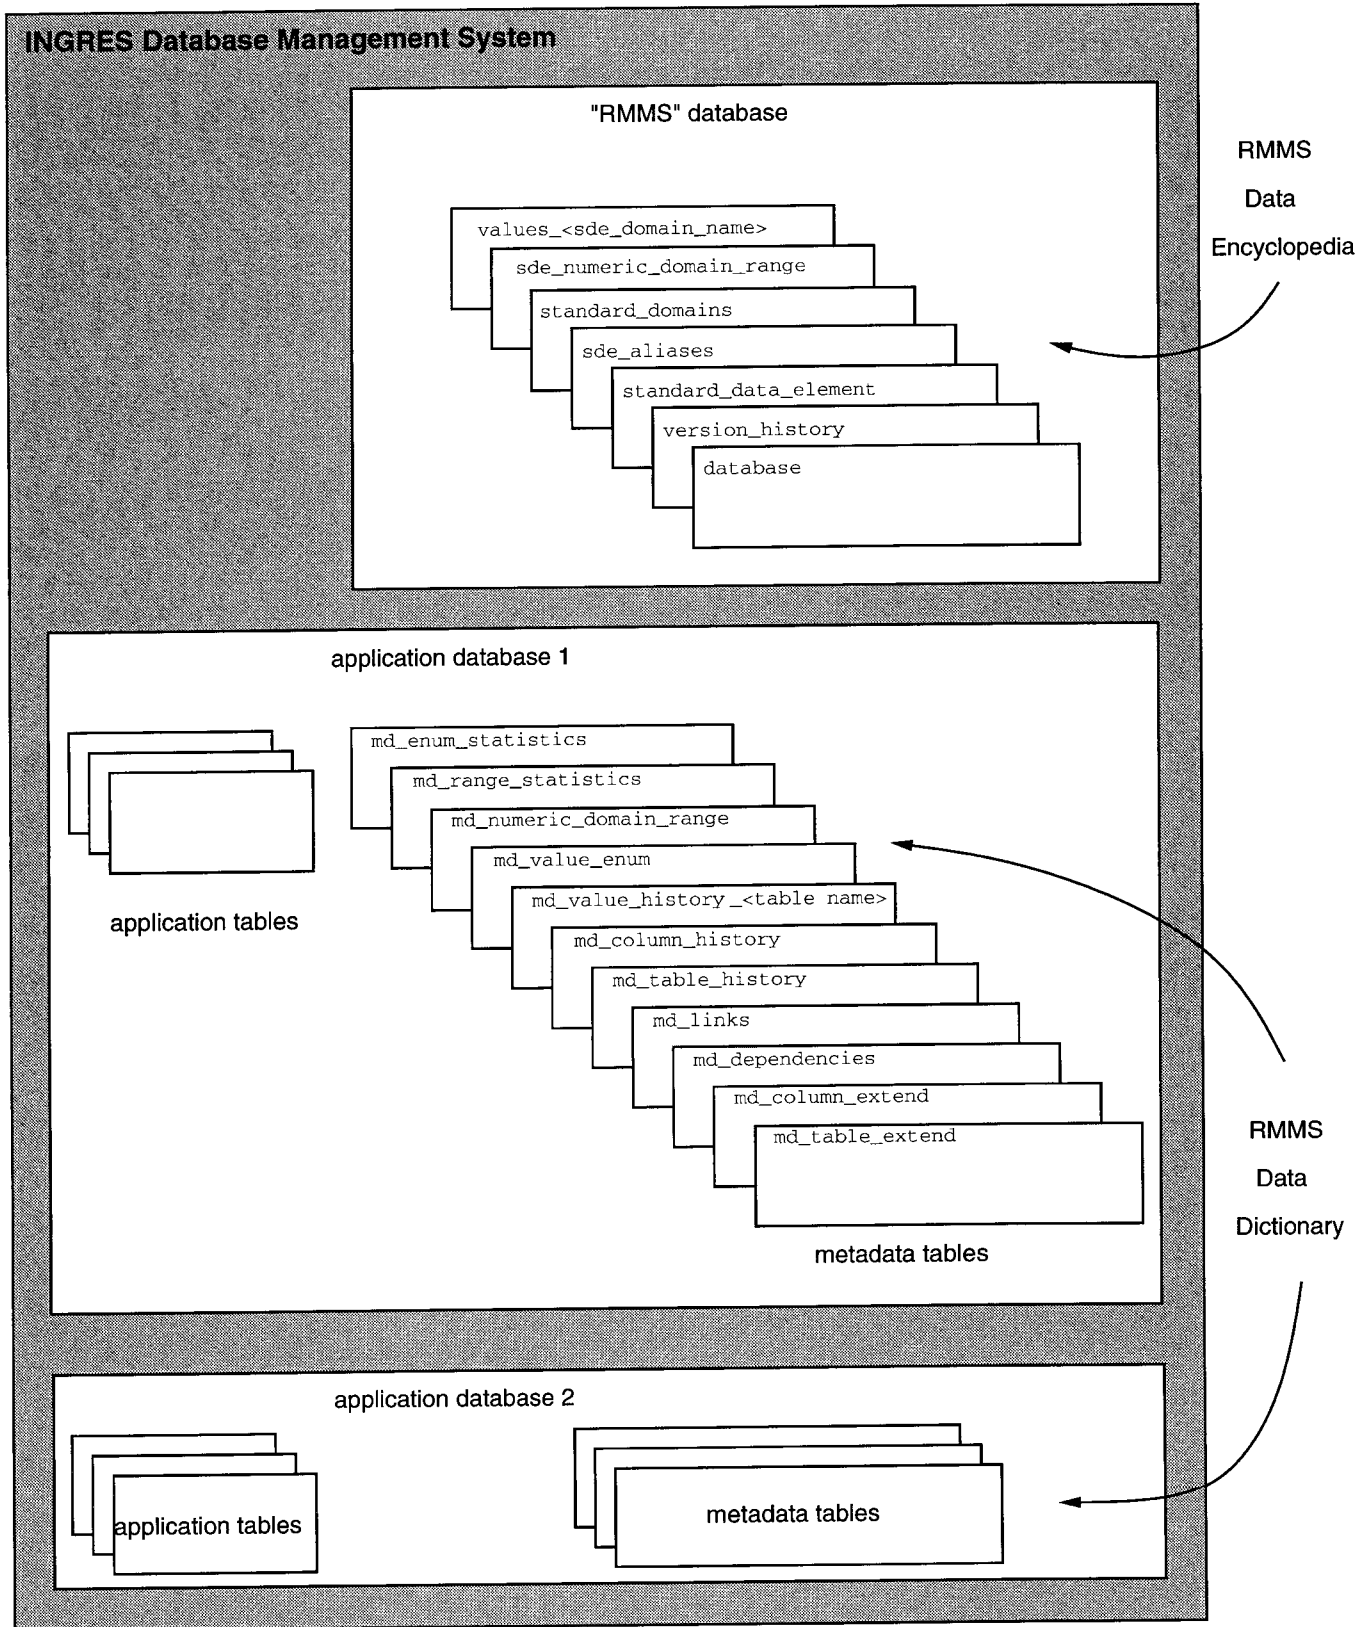 INGRES Database Management System
"RMMS" database
RMMS
Data
Encyclopedia
values_<sde_domain_name>
sde_numeric_domain_range
standard_domains
sde_aliases
standard_data_element
version_history
database
application database 1
md_enum_statistics
md_range_statistics
md_numeric_domain_range
md_value_enum
md_value_history_<table name>
md_column_history
md_table_history
md_links
md_dependencies
md_column_extend
md_table_extend
application tables
metadata tables
RMMS
Data
Dictionary
application database 2
application tables
metadata tables